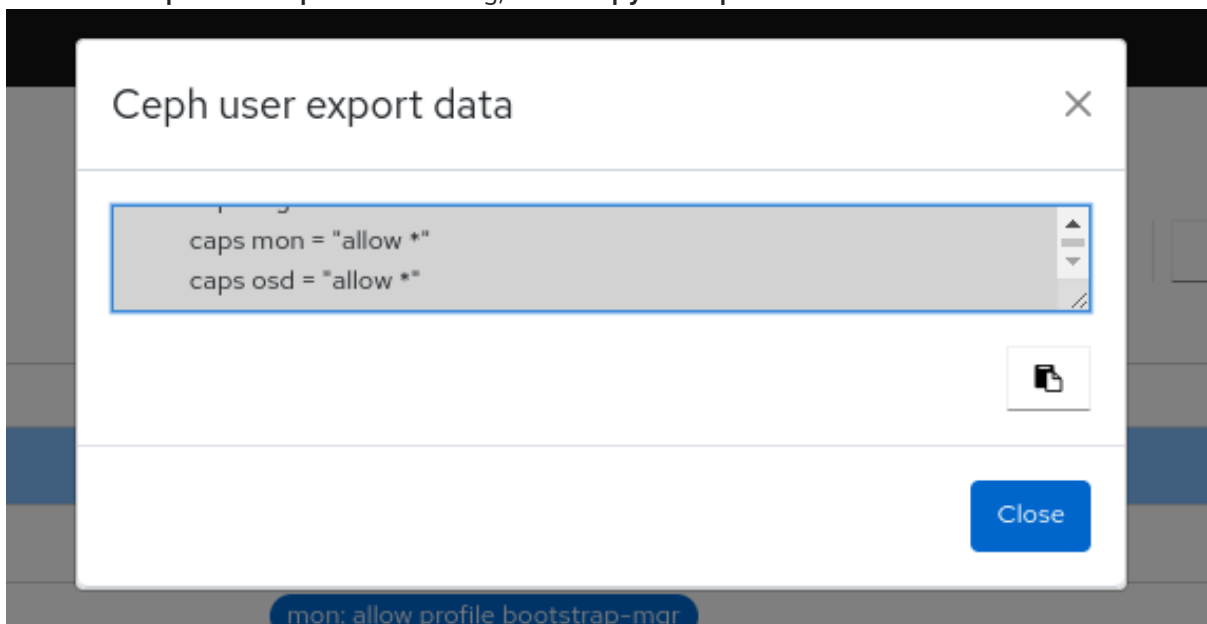 Ceph user export data
caps mon = "allow *"
caps osd = "allow *"
Close
mon: allow profile bootstrap-mgr